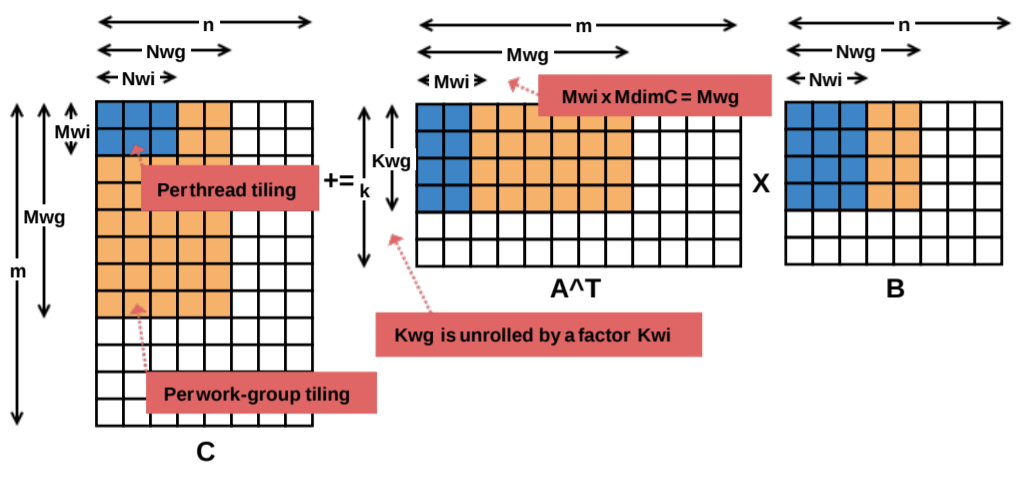 n
Nwg
Nwi
m
Mwg
Mwi
Per thread tiling
Per work-group tiling
C
+=
m
Mwg
Mwi
Mwi x MdimC = Mwg
k
Kwg
Kwg is unrolled by a factor Kwi
A^T
X
n
Nwg
Nwi
B